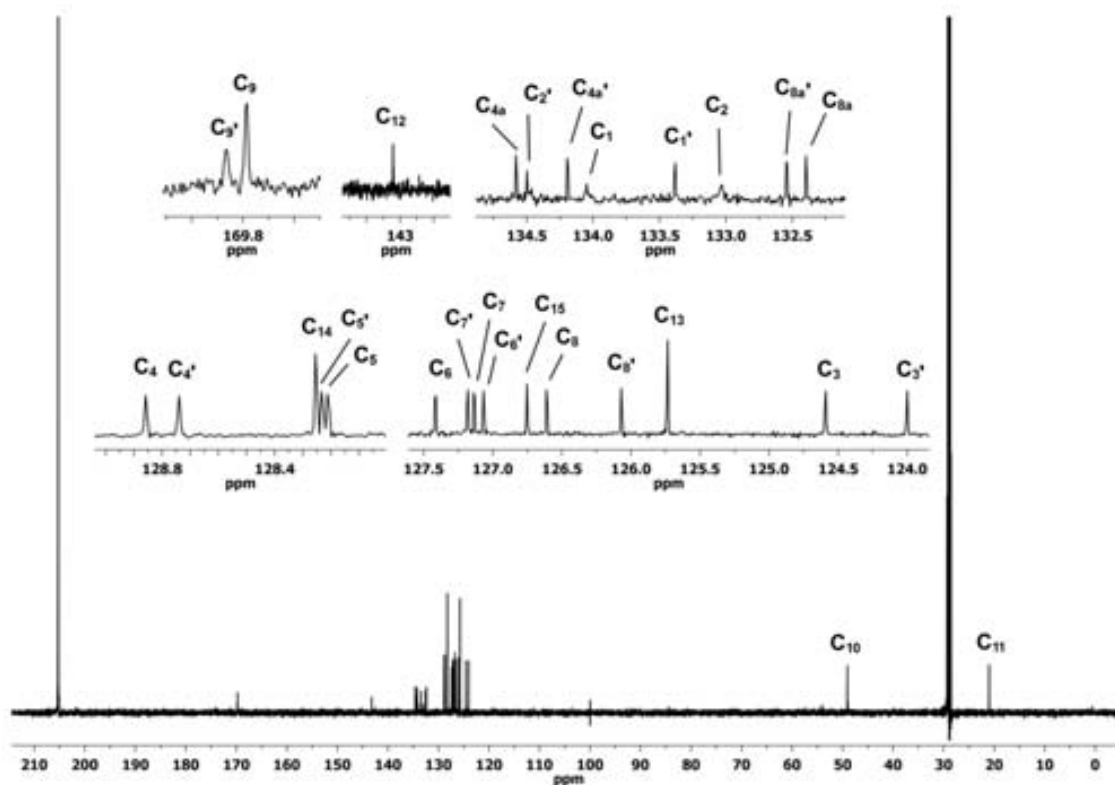 C₉' C₉ C₁₂ C₄ₐ C₂' C₄ₐ' C₁ C₁' C₂ C₈ₐ' C₈ₐ
169.8 143 134.5 134.0 133.5 133.0 132.5
ppm ppm ppm
C₄ C₄' C₁₄ C₅' C₅ C₆ C₇' C₇ C₆' C₁₅ C₈ C₈' C₁₃ C₃ C₃'
128.8 128.4 127.5 127.0 126.5 126.0 125.5 125.0 124.5 124.0
ppm ppm
C₁₀ C₁₁
210 200 190 180 170 160 150 140 130 120 110 100 90 80 70 60 50 40 30 20 10 0
ppm